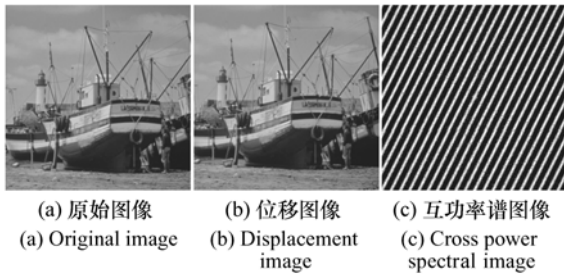 (a) 原始图像 (b) 位移图像 (c) 互功率谱图像
(a) Original image (b) Displacement image (c) Cross power spectral image